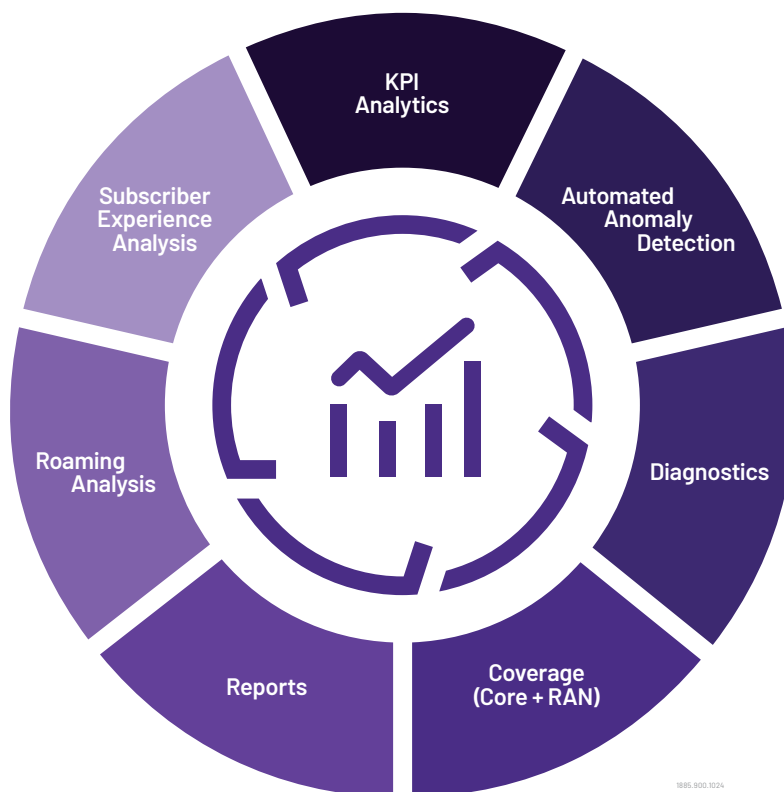 KPI
Analytics
Automated
Anomaly
Detection
Diagnostics
Coverage
(Core + RAN)
Reports
Roaming
Analysis
Subscriber
Experience
Analysis
1885.900.1024